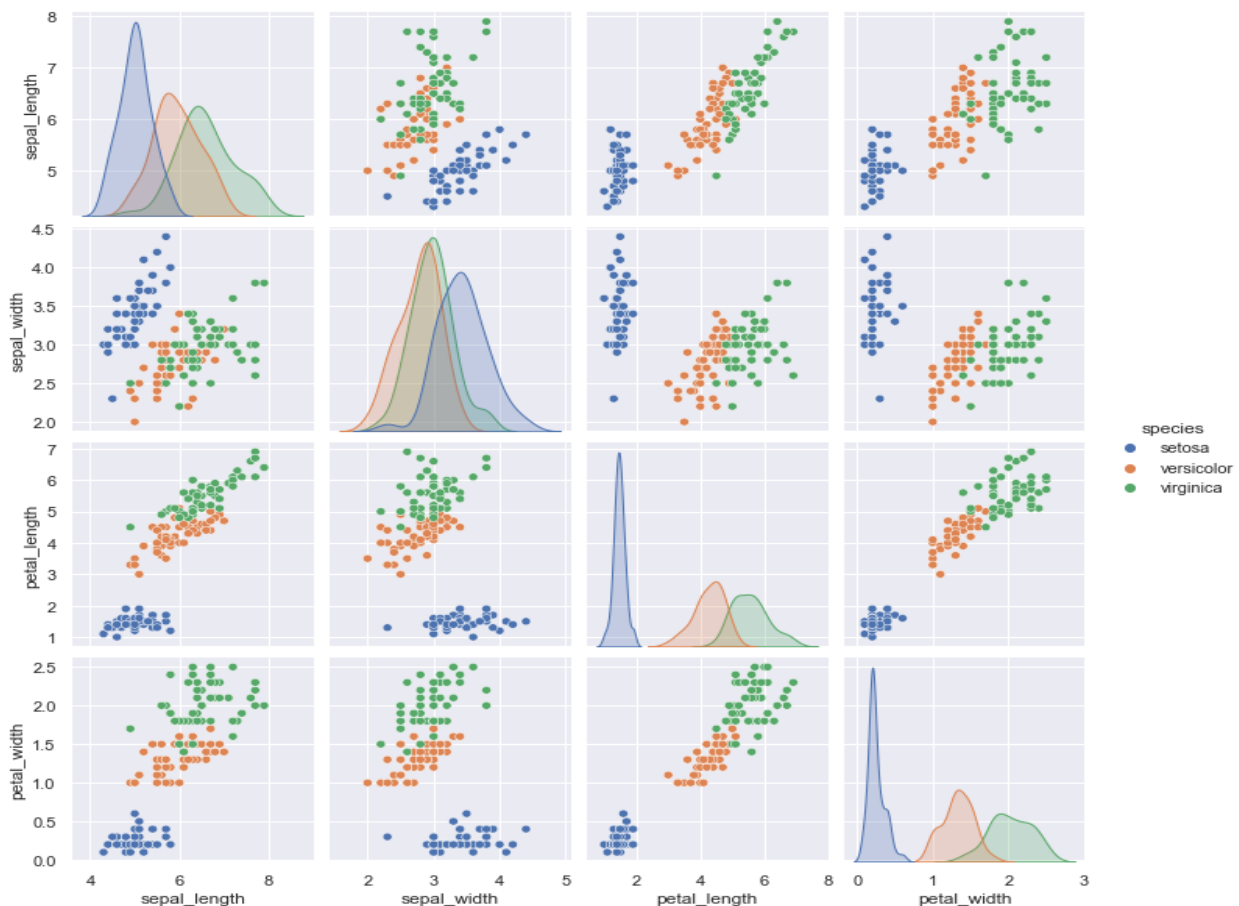 8
7
6
5
sepal_length
4.5
4.0
3.5
3.0
2.5
2.0
sepal_width
species
setosa
versicolor
virginica
7
6
5
4
3
2
1
petal_length
2.5
2.0
1.5
1.0
0.5
0.0
petal_width
4 6 8 2 3 4 5 2 4 6 8 0 1 2 3
sepal_length sepal_width petal_length petal_width